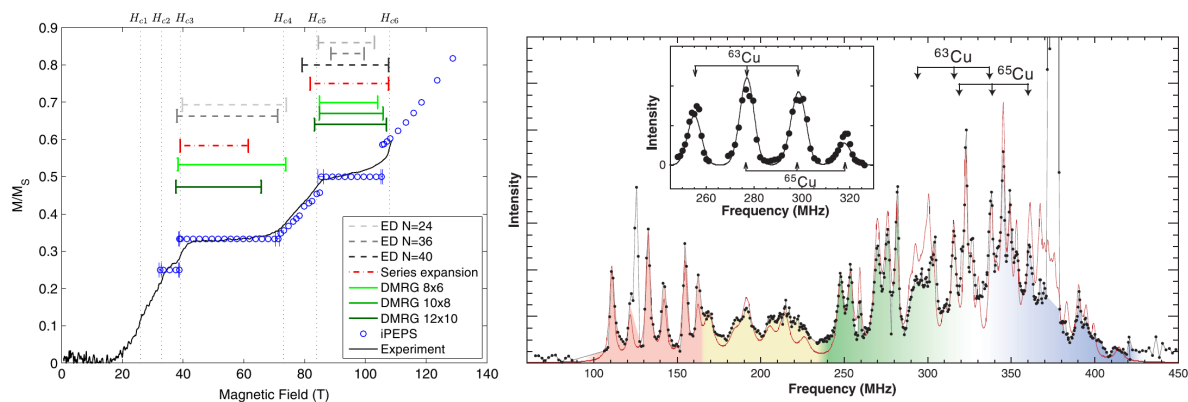 H_c1 H_c2 H_c3 H_c4 H_c5 H_c6
0.9
0.8
0.7
0.6
0.5
0.4
0.3
0.2
0.1
0
M/M_S
0 20 40 60 80 100 120 140
Magnetic Field (T)
ED N=24
ED N=36
ED N=40
Series expansion
DMRG 8x6
DMRG 10x8
DMRG 12x10
iPEPS
Experiment
Intensity
100 150 200 250 300 350 400 450
Frequency (MHz)
63Cu
65Cu
Intensity
0
63Cu
65Cu
260 280 300 320
Frequency (MHz)